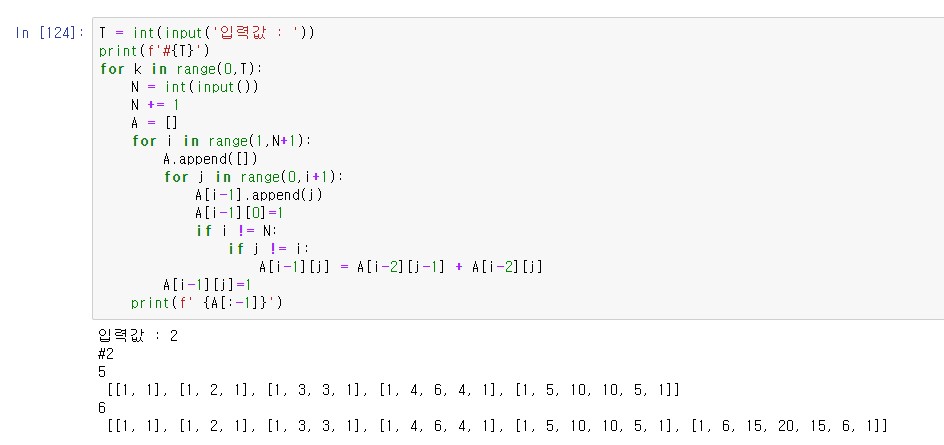 In [124]: T = int(input('입력값 : '))
print(f'#{T}')
for k in range(0,T):
    N = int(input())
    N += 1
    A = []
    for i in range(1,N+1):
        A.append([])
        for j in range(0,i+1):
            A[i-1].append(j)
            A[i-1][0]=1
            if i != N:
                if j != i:
                    A[i-1][j] = A[i-2][j-1] + A[i-2][j]
        A[i-1][j]=1
    print(f' {A[:-1]}')
입력값 : 2
#2
5
 [[1, 1], [1, 2, 1], [1, 3, 3, 1], [1, 4, 6, 4, 1], [1, 5, 10, 10, 5, 1]]
6
 [[1, 1], [1, 2, 1], [1, 3, 3, 1], [1, 4, 6, 4, 1], [1, 5, 10, 10, 5, 1], [1, 6, 15, 20, 15, 6, 1]]